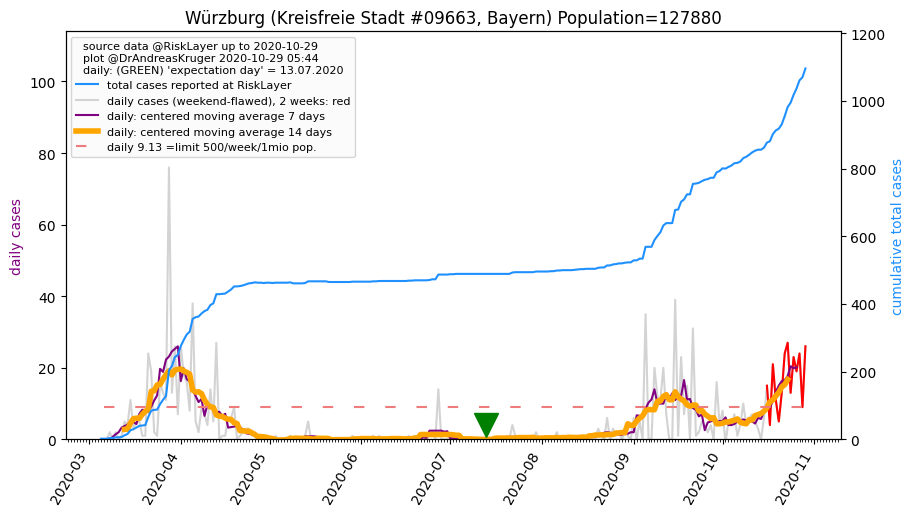 Würzburg (Kreisfreie Stadt #09663, Bayern) Population=127880
source data @RiskLayer up to 2020-10-29
plot @DrAndreasKruger 2020-10-29 05:44
daily: (GREEN) 'expectation day' = 13.07.2020
total cases reported at RiskLayer
daily cases (weekend-flawed), 2 weeks: red
daily: centered moving average 7 days
daily: centered moving average 14 days
daily 9.13 =limit 500/week/1mio pop.
daily cases
100
80
60
40
20
0
cumulative total cases
1200
1000
800
600
400
200
0
2020-03
2020-04
2020-05
2020-06
2020-07
2020-08
2020-09
2020-10
2020-11